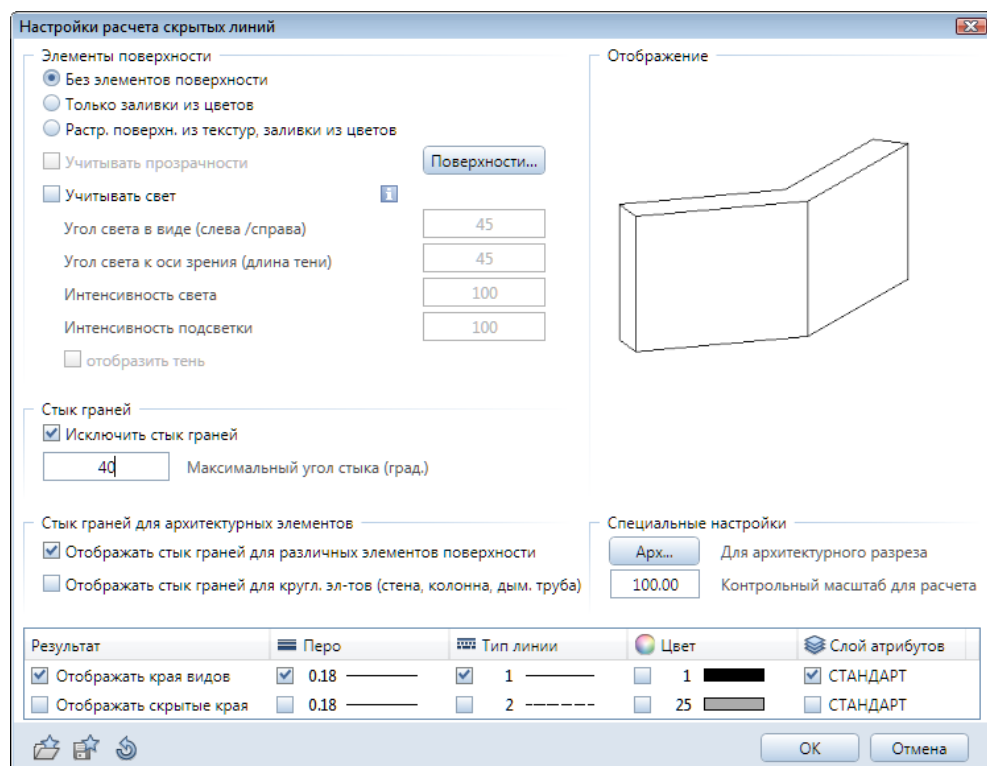 Настройки расчета скрытых линий
Элементы поверхности
Без элементов поверхности
Только заливки из цветов
Растр. поверхн. из текстур, заливки из цветов
Учитывать прозрачности
Поверхности...
Учитывать свет
Угол света в виде (слева /справа)
45
Угол света к оси зрения (длина тени)
45
Интенсивность света
100
Интенсивность подсветки
100
отобразить тень
Отображение
Стык граней
Исключить стык граней
40
Максимальный угол стыка (град.)
Стык граней для архитектурных элементов
Отображать стык граней для различных элементов поверхности
Отображать стык граней для кругл. эл-тов (стена, колонна, дым. труба)
Специальные настройки
Арх... Для архитектурного разреза
100.00 Контрольный масштаб для расчета
Результат Перо Тип линии Цвет Слой атрибутов
Отображать края видов 0.18 1 1 СТАНДАРТ
Отображать скрытые края 0.18 2 25 СТАНДАРТ
OK Отмена